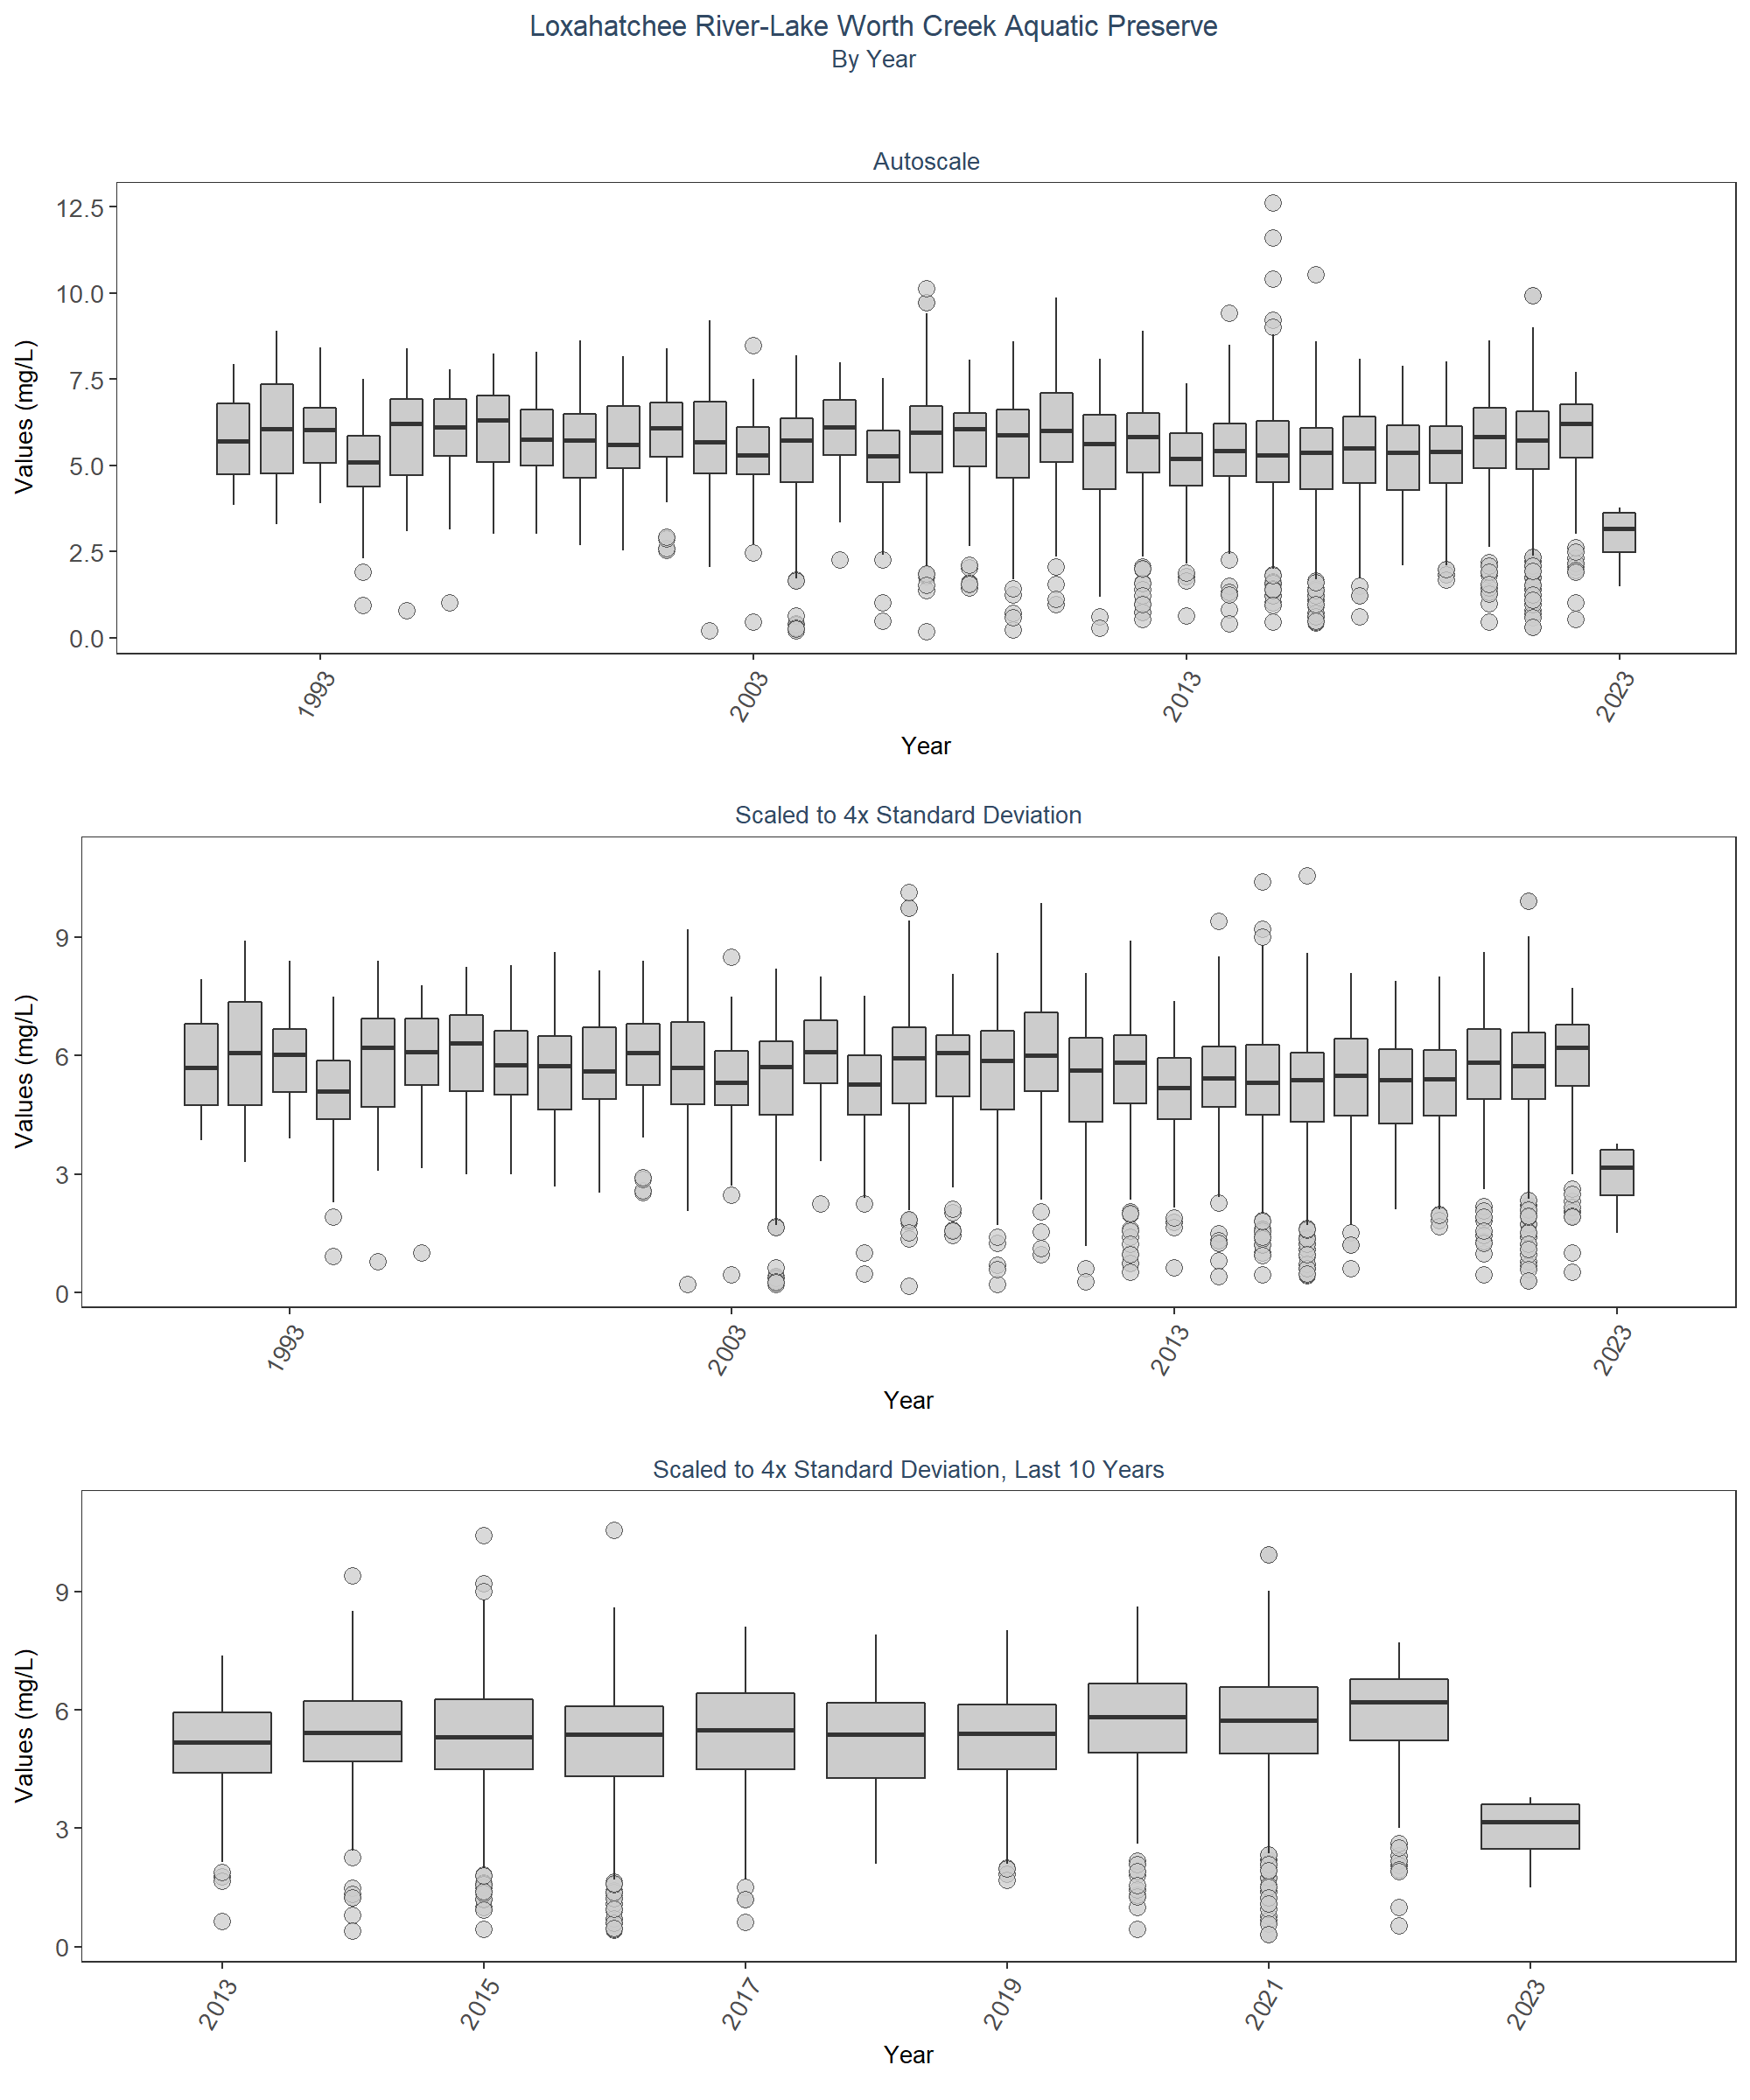 Loxahatchee River-Lake Worth Creek Aquatic Preserve
By Year
Autoscale
12.5
10.0
7.5
5.0
2.5
0.0
Values (mg/L)
1993
2003
2013
2023
Year
Scaled to 4x Standard Deviation
9
6
3
0
Values (mg/L)
1993
2003
2013
2023
Year
Scaled to 4x Standard Deviation, Last 10 Years
9
6
3
0
Values (mg/L)
2013
2015
2017
2019
2021
2023
Year